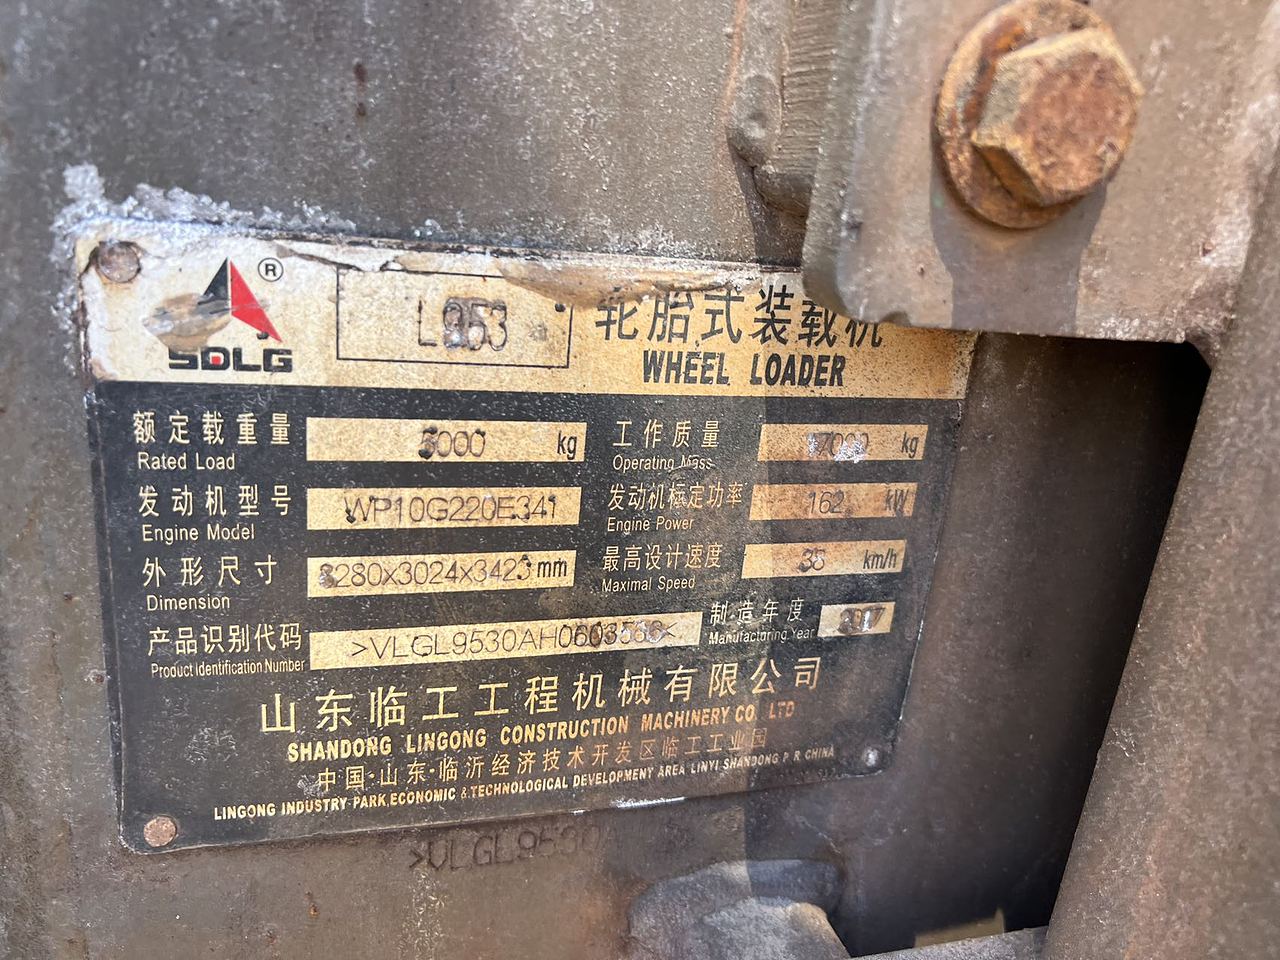 ®
SDLG
L953
轮胎式装载机
WHEEL LOADER
额定载重量 5000 kg 工作质量 17000 kg
Rated Load Operating Mass
发动机型号 WP10G220E341 发动机标定功率 162 kW
Engine Model Engine Power
外形尺寸 8280x3024x3423 mm 最高设计速度 km/h
Dimension Maximal Speed
产品识别代码 制造年度
Product Identification Number Manufacturing Year
山东临工工程机械有限公司
SHANDONG LINGONG CONSTRUCTION MACHINERY CO. LTD
中国·山东·临沂经济技术开发区临工工业园
LINGONG INDUSTRY PARK,ECONOMIC & TECHNOLOGICAL DEVELOPMENT AREA LINYI SHANDONG P R CHINA